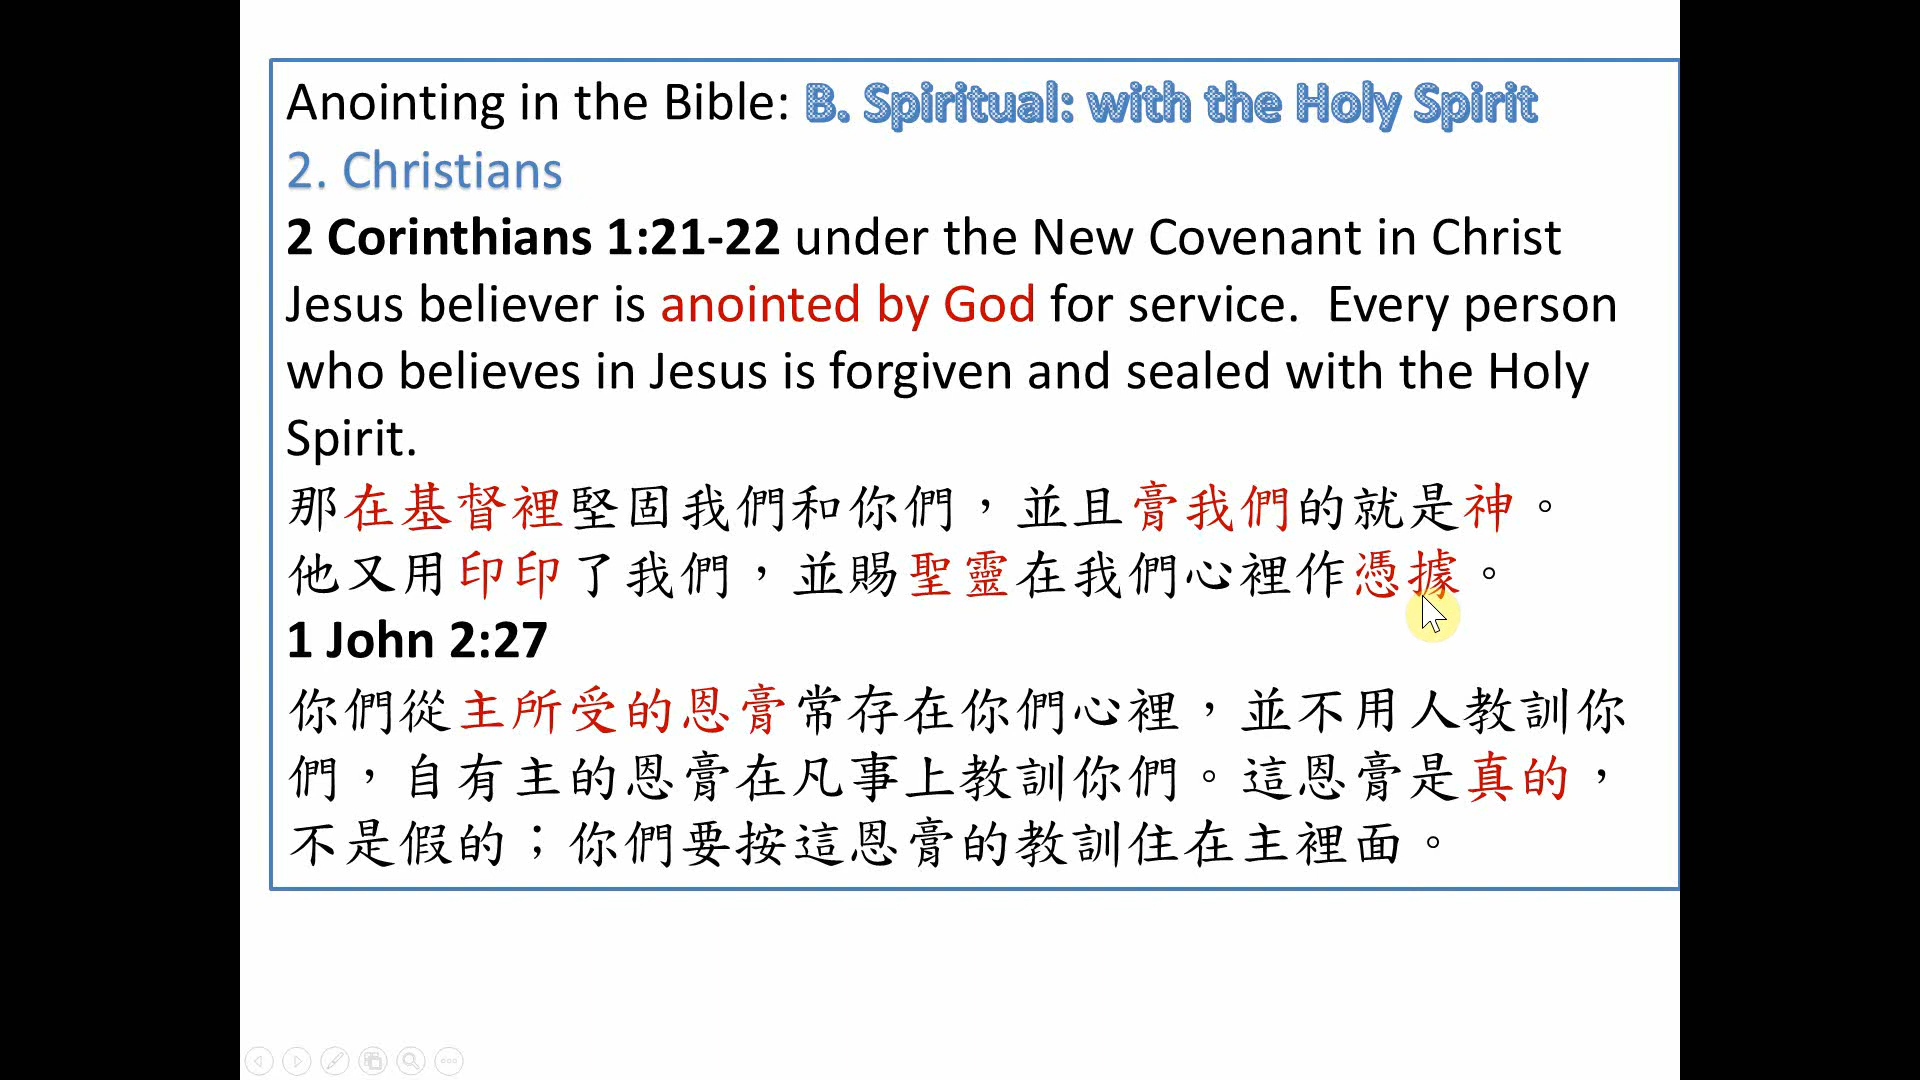 Anointing in the Bible: B. Spiritual: with the Holy Spirit
2. Christians
2 Corinthians 1:21-22 under the New Covenant in Christ
Jesus believer is anointed by God for service.  Every person
who believes in Jesus is forgiven and sealed with the Holy
Spirit.
那在基督裡堅固我們和你們，並且膏我們的就是神。
他又用印印了我們，並賜聖靈在我們心裡作憑據。
1 John 2:27
你們從主所受的恩膏常存在你們心裡，並不用人教訓你
們，自有主的恩膏在凡事上教訓你們。這恩膏是真的，
不是假的；你們要按這恩膏的教訓住在主裡面。